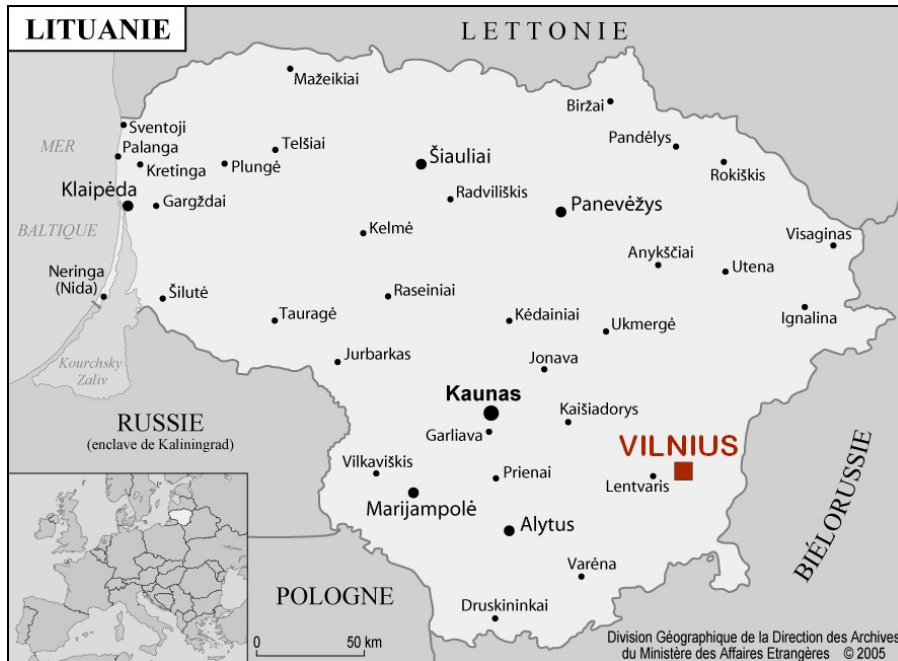 LITUANIE
LETTONIE
Mažeikiai
Biržai
Sventoji
Pandėlys
MER
Palanga
Telšiai
Šiauliai
Kretinga
Plungė
Rokiškis
Klaipėda
Gargždai
Radviliškis
Panevėžys
BALTIQUE
Kelmė
Visaginas
Anykščiai
Utena
Neringa
(Nida)
Šilutė
Raseiniai
Tauragė
Kėdainiai
Ukmergė
Ignalina
Kourchsky
Zaliv
Jurbarkas
Jonava
Kaunas
RUSSIE
(enclave de Kaliningrad)
Kaišiadorys
Garliava
VILNIUS
BIÉLORUSSIE
Vilkaviškis
Prienai
Lentvaris
Marijampolė
Alytus
Varėna
POLOGNE
Druskininkai
0 50 km
Division Géographique de la Direction des Archives
du Ministère des Affaires Etrangères © 2005